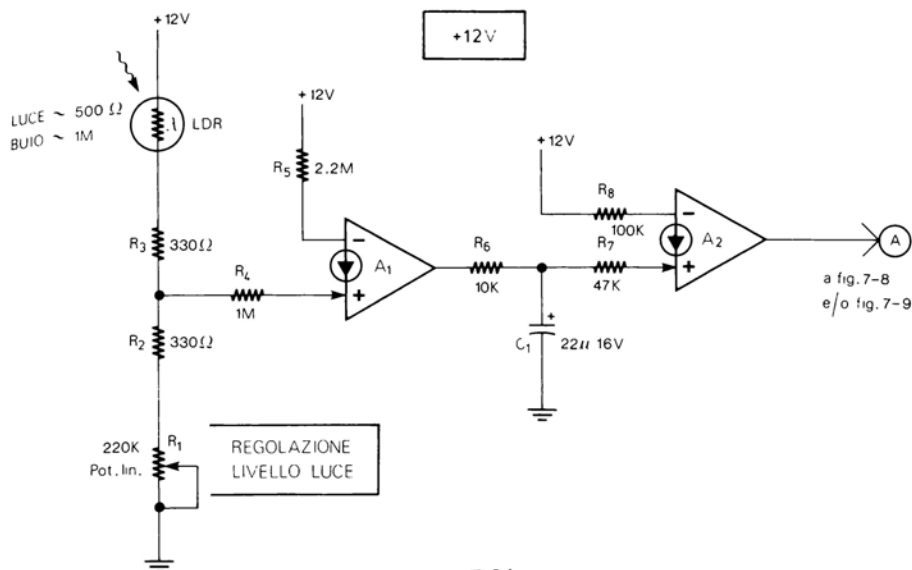 +12V
+12V
LUCE ~ 500 Ω
BUIO ~ 1M
LDR
+12V
R5
2.2M
+12V
R8
100K
−
A2
+
R3
330Ω
R4
1M
−
A1
+
R6
10K
R7
47K
A
a fig. 7-8
e/o fig. 7-9
R2
330Ω
+
C1
22µ 16V
220K
Pot. lin.
R1
REGOLAZIONE
LIVELLO LUCE